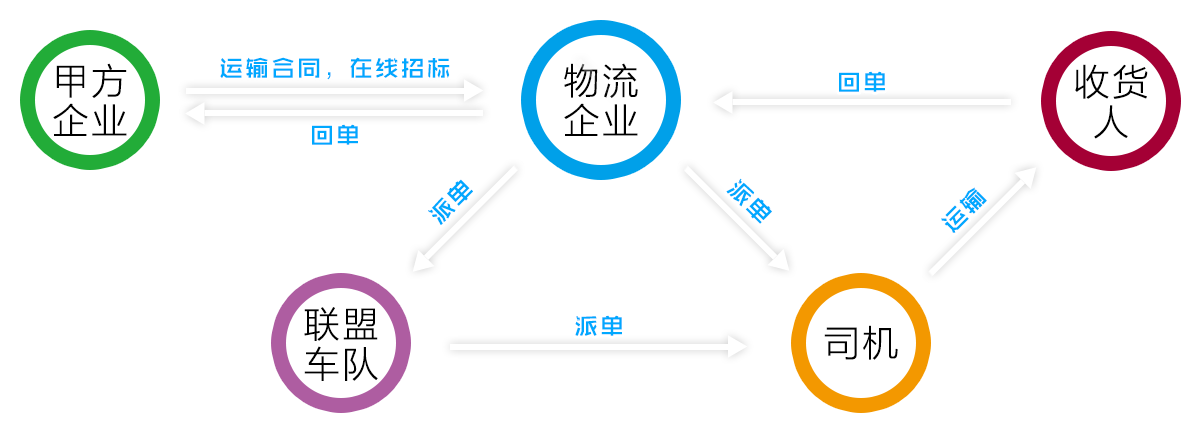 运输合同，在线招标
甲方
企业
回单
物流
企业
回单
收货
人
派单
派单
运输
联盟
车队
派单
司机